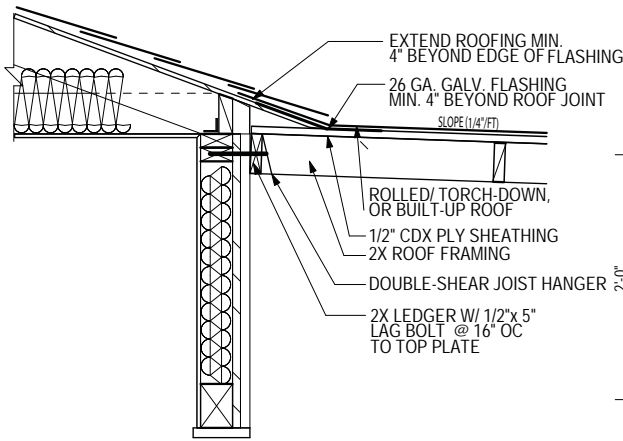 EXTEND ROOFING MIN.
4" BEYOND EDGE OF FLASHING
26 GA. GALV. FLASHING
MIN. 4" BEYOND ROOF JOINT
SLOPE (1/4"/FT)
ROLLED/ TORCH-DOWN,
OR BUILT-UP ROOF
1/2" CDX PLY SHEATHING
2X ROOF FRAMING
DOUBLE-SHEAR JOIST HANGER
2'-0"
2X LEDGER W/ 1/2"x 5"
LAG BOLT @ 16" OC
TO TOP PLATE